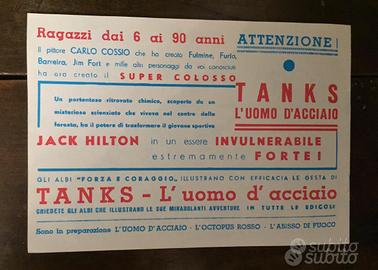 Ragazzi dai 6 ai 90 anni
Il pittore CARLO COSSIO che ha creato Fulmine, Furlo,
Barreira, Jim Fort e mille altri personaggi da voi conosciuti
ha ora creato il SUPER COLOSSO
ATTENZIONE!
TANKS
L'UOMO D'ACCIAIO
Un portentoso ritrovato chimico, scoperto da un
misterioso scienziato che viveva nel centro della
foresta, ha il potere di trasformare il giovane sportivo
JACK HILTON in un essere INVULNERABILE
estremamente FORTE!
GLI ALBI "FORZA E CORAGGIO" ILLUSTRANO CON EFFICACIA LE GESTA DI
TANKS - L'uomo d'acciaio
CHIEDETE GLI ALBI CHE ILLUSTRANO LE SUE MIRABOLANTI AVVENTURE IN TUTTE LE EDICOLE
Sono in preparazione L'UOMO D'ACCIAIO - L'OCTOPUS ROSSO - L'ABISSO DI FUOCO
subito
subito